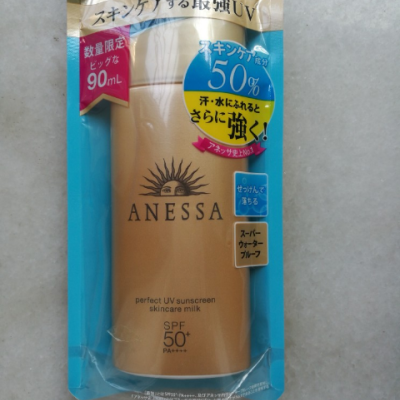 スキンケアする最強UV
数量限定
ビッグな
90mL
スキンケア成分
50%
汗・水にふれると
さらに強く!
ANESSA
せっけんで
落ちる
スーパー
ウォーター
プルーフ
perfect UV sunscreen
skincare milk
SPF
50+
PA++++